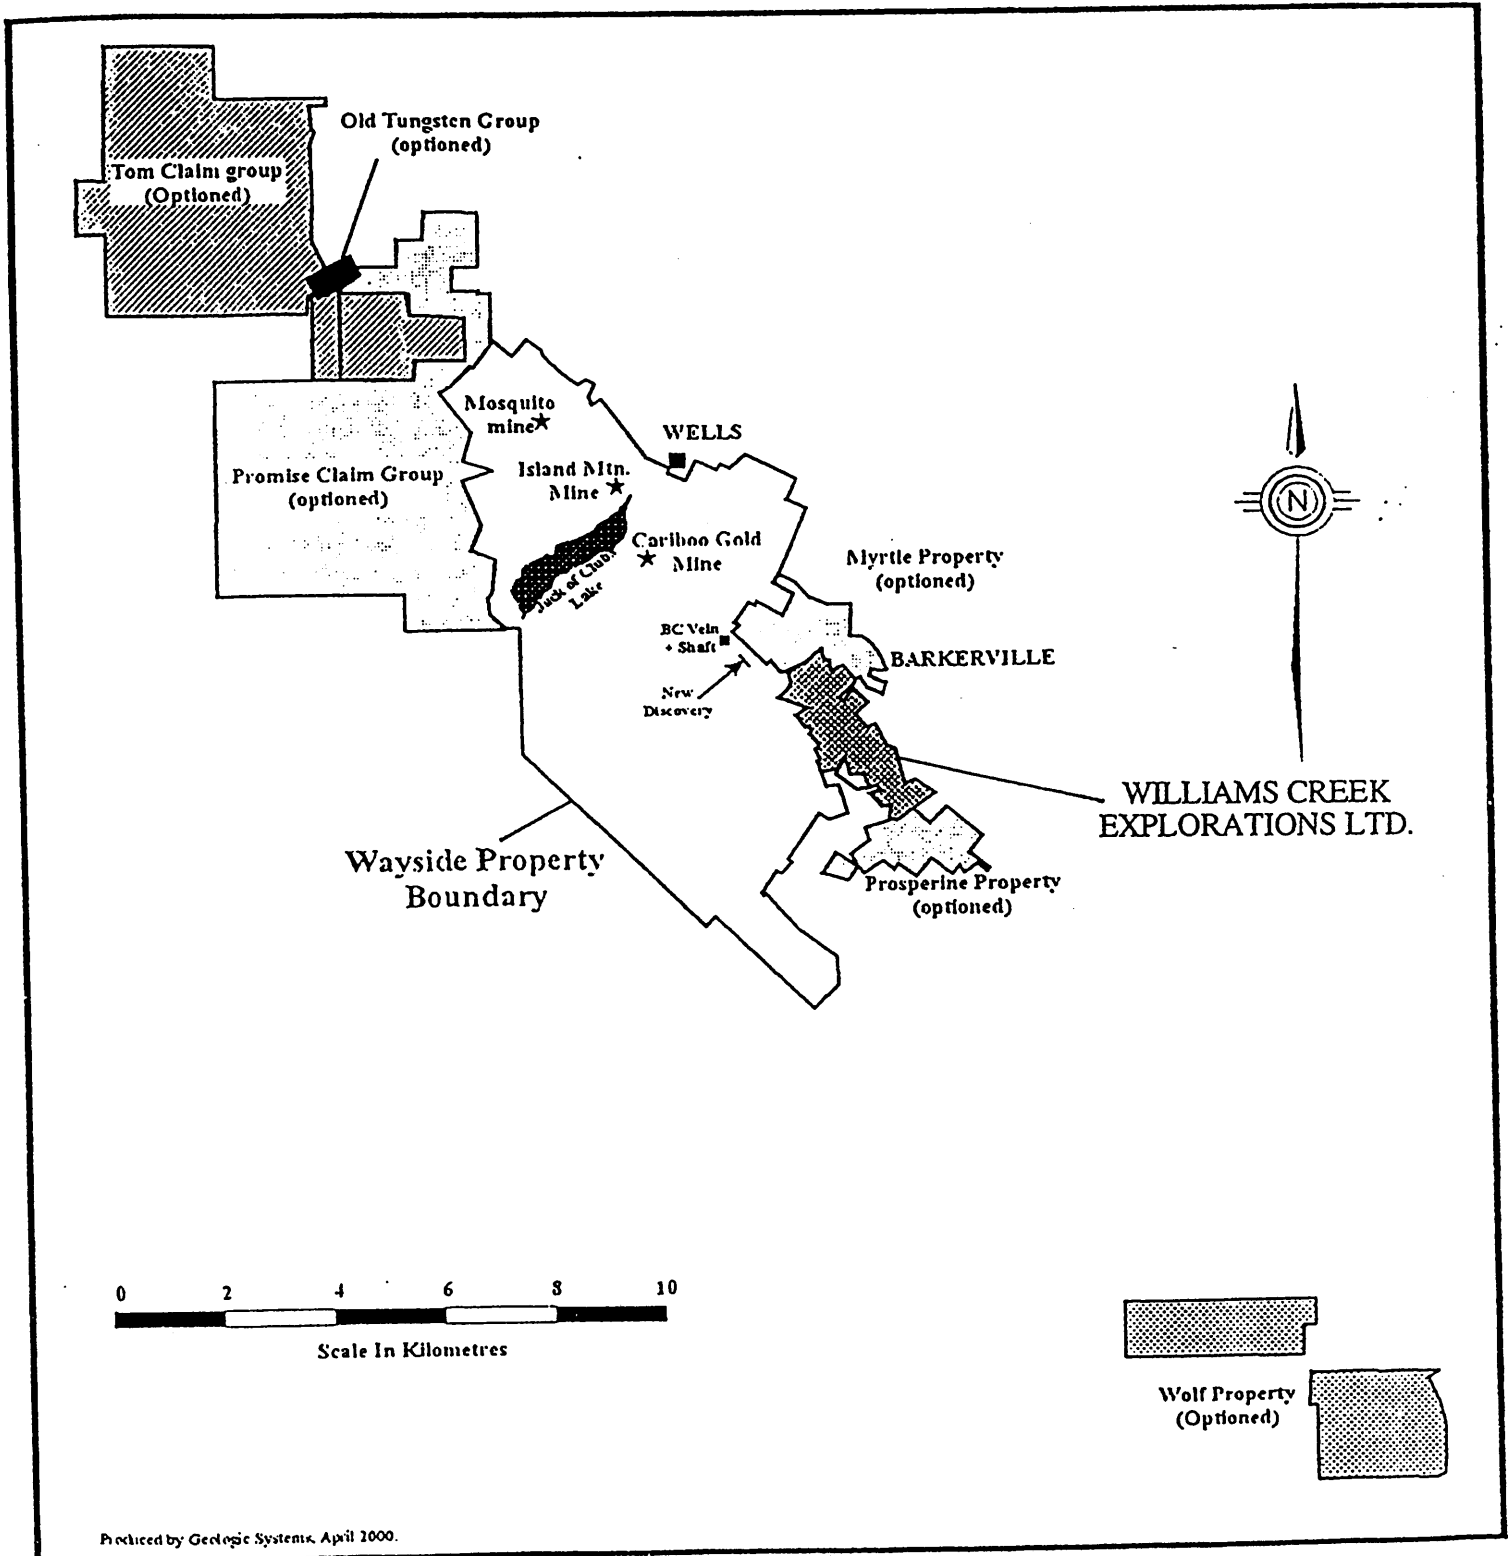 Old Tungsten Group
(optioned)
Tom Claim group
(Optioned)
Mosquito
mine
WELLS
Promise Claim Group
(optioned)
Island Mtn.
Mine
N
Cariboo Gold
Mine
Jack of Club
Lake
Myrtle Property
(optioned)
BC Vein
+ Shaft
BARKERVILLE
New
Discovery
WILLIAMS CREEK
EXPLORATIONS LTD.
Wayside Property
Boundary
Prosperine Property
(optioned)
0 2 4 6 8 10
Scale In Kilometres
Wolf Property
(Optioned)
Produced by Geologic Systems, April 2000.